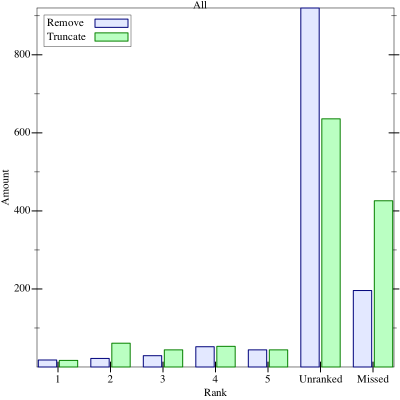 All
Remove
Truncate
800
600
400
200
Amount
1 2 3 4 5 Unranked Missed
Rank